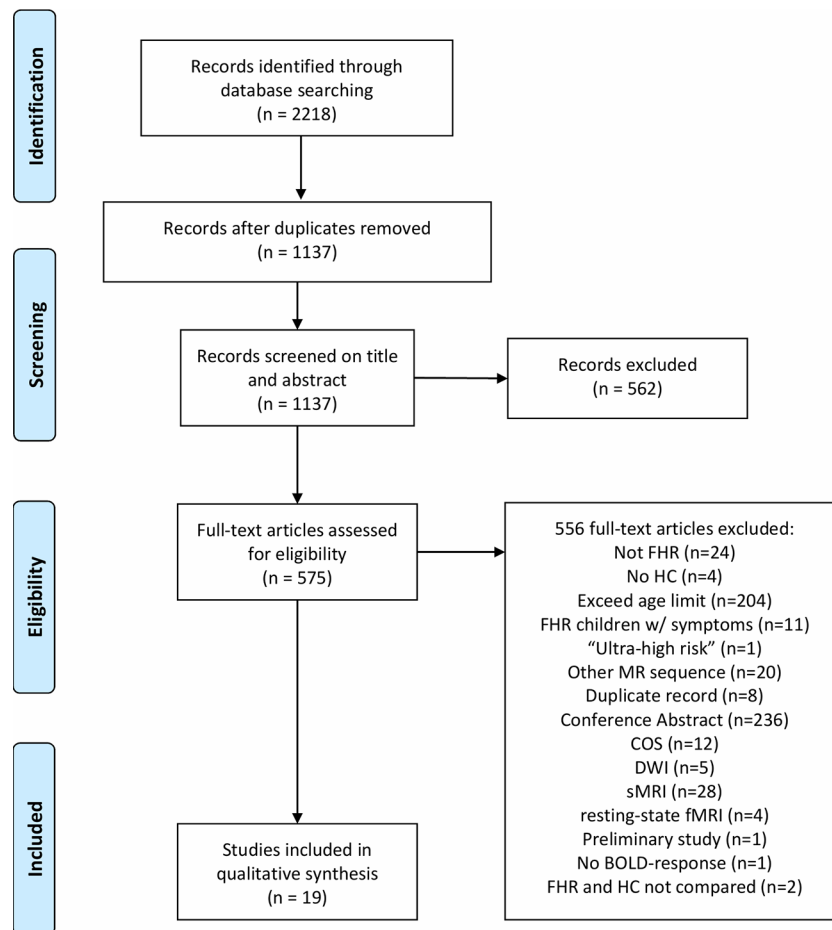 Identification
Records identified through
database searching
(n = 2218)
Records after duplicates removed
(n = 1137)
Screening
Records screened on title
and abstract
(n = 1137)
Records excluded
(n = 562)
Eligibility
Full-text articles assessed
for eligibility
(n = 575)
556 full-text articles excluded:
Not FHR (n=24)
No HC (n=4)
Exceed age limit (n=204)
FHR children w/ symptoms (n=11)
“Ultra-high risk” (n=1)
Other MR sequence (n=20)
Duplicate record (n=8)
Conference Abstract (n=236)
COS (n=12)
DWI (n=5)
sMRI (n=28)
resting-state fMRI (n=4)
Preliminary study (n=1)
No BOLD-response (n=1)
FHR and HC not compared (n=2)
Included
Studies included in
qualitative synthesis
(n = 19)